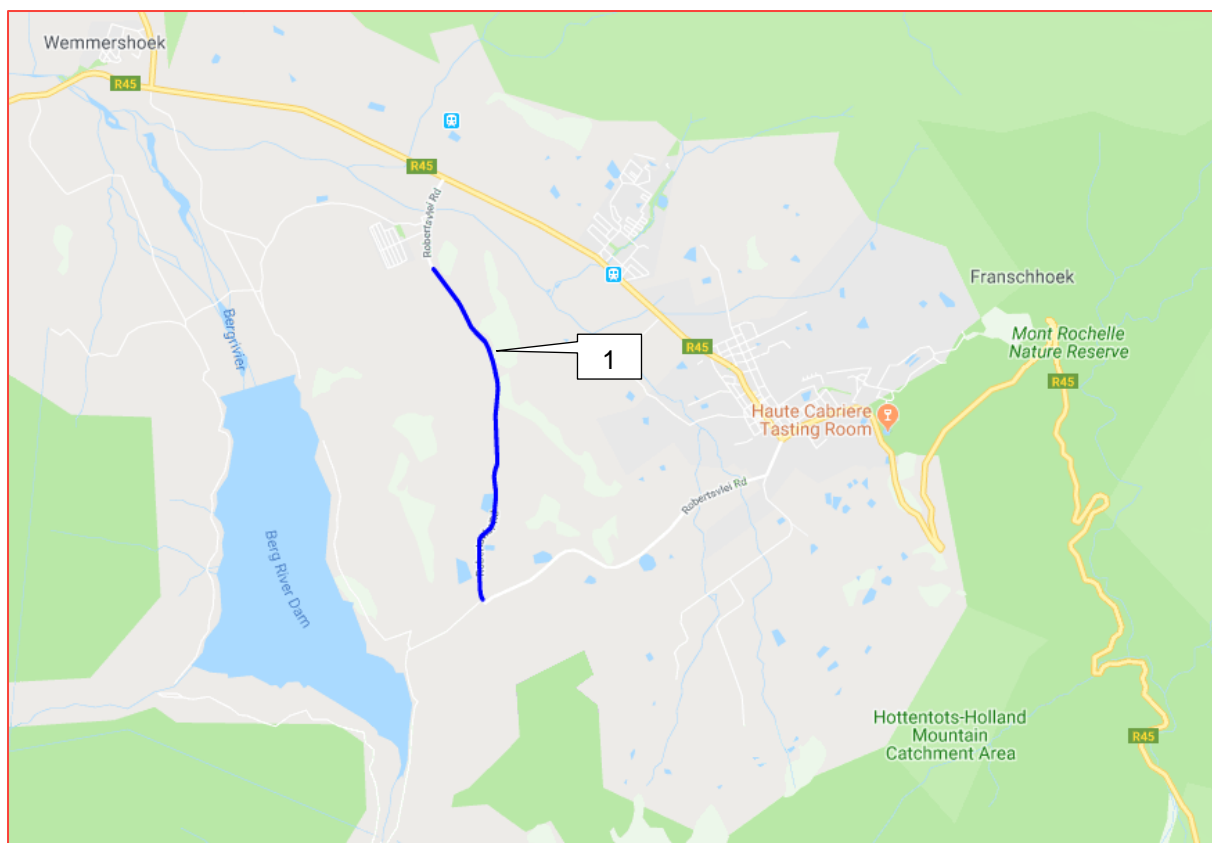 Wemmershoek
R45
R45
Robertsvlei Rd
Franschhoek
Bergrivier
Mont Rochelle
Nature Reserve
1
R45
R45
Haute Cabriere
Tasting Room
Robertsvlei Rd
Berg River Dam
Hottentots-Holland
Mountain
Catchment Area
R45